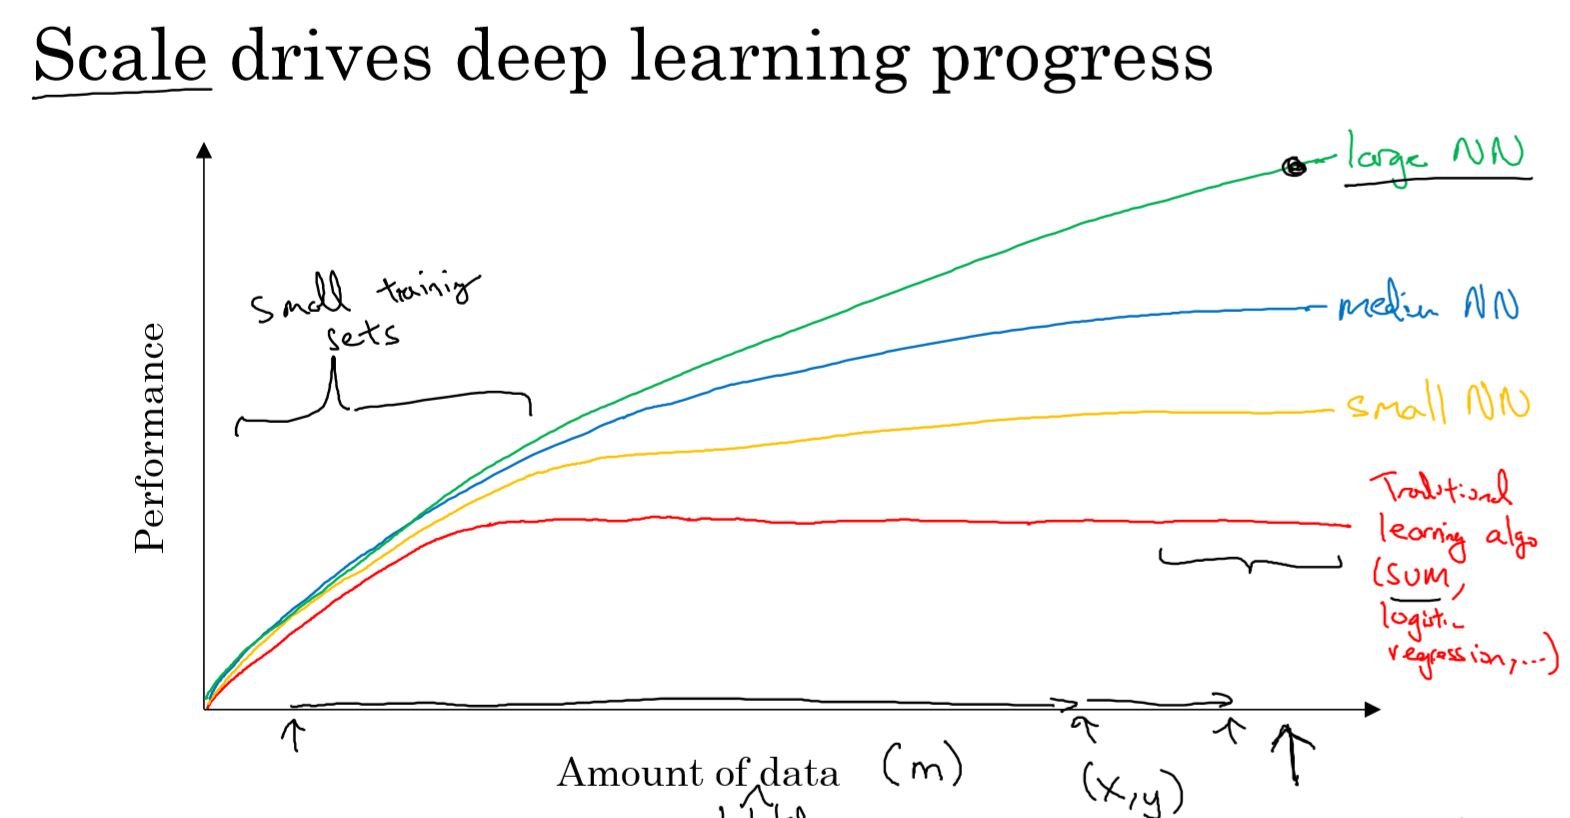 Scale drives deep learning progress
large NN
small training
sets
medium NN
small NN
Traditional
learning algo
(SVM,
logistic
regression,...)
Performance
Amount of data (m)
(x,y)